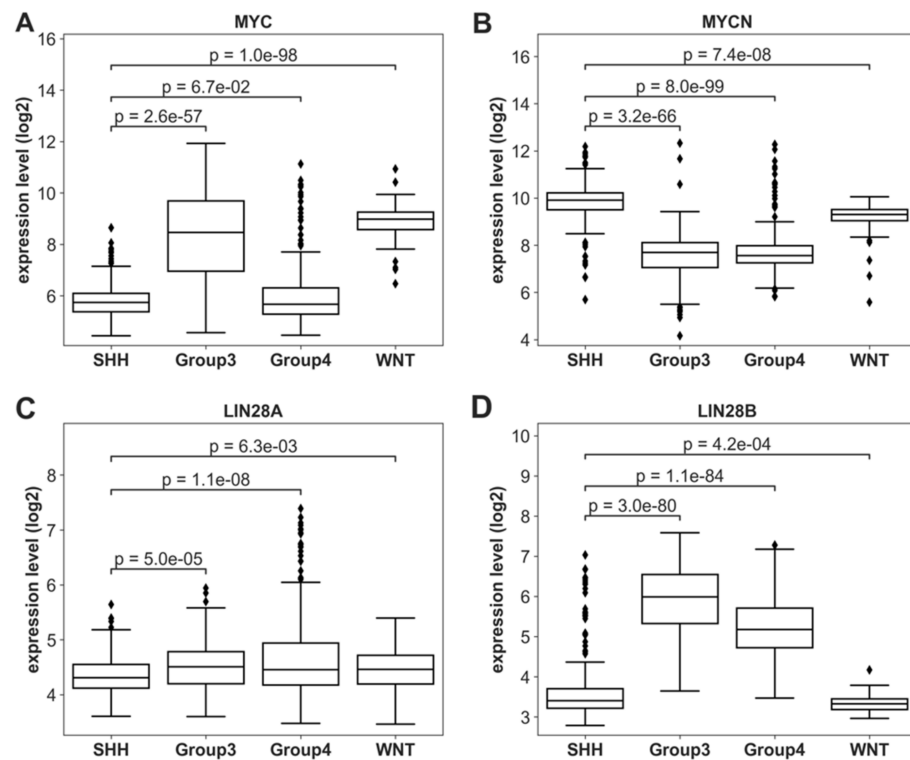 A
MYC
expression level (log2)
16
14
12
10
8
6
p = 1.0e-98
p = 6.7e-02
p = 2.6e-57
SHH Group3 Group4 WNT
B
MYCN
expression level (log2)
16
14
12
10
8
6
4
p = 7.4e-08
p = 8.0e-99
p = 3.2e-66
SHH Group3 Group4 WNT
C
LIN28A
expression level (log2)
8
7
6
5
4
p = 6.3e-03
p = 1.1e-08
p = 5.0e-05
SHH Group3 Group4 WNT
D
LIN28B
expression level (log2)
10
9
8
7
6
5
4
3
p = 4.2e-04
p = 1.1e-84
p = 3.0e-80
SHH Group3 Group4 WNT